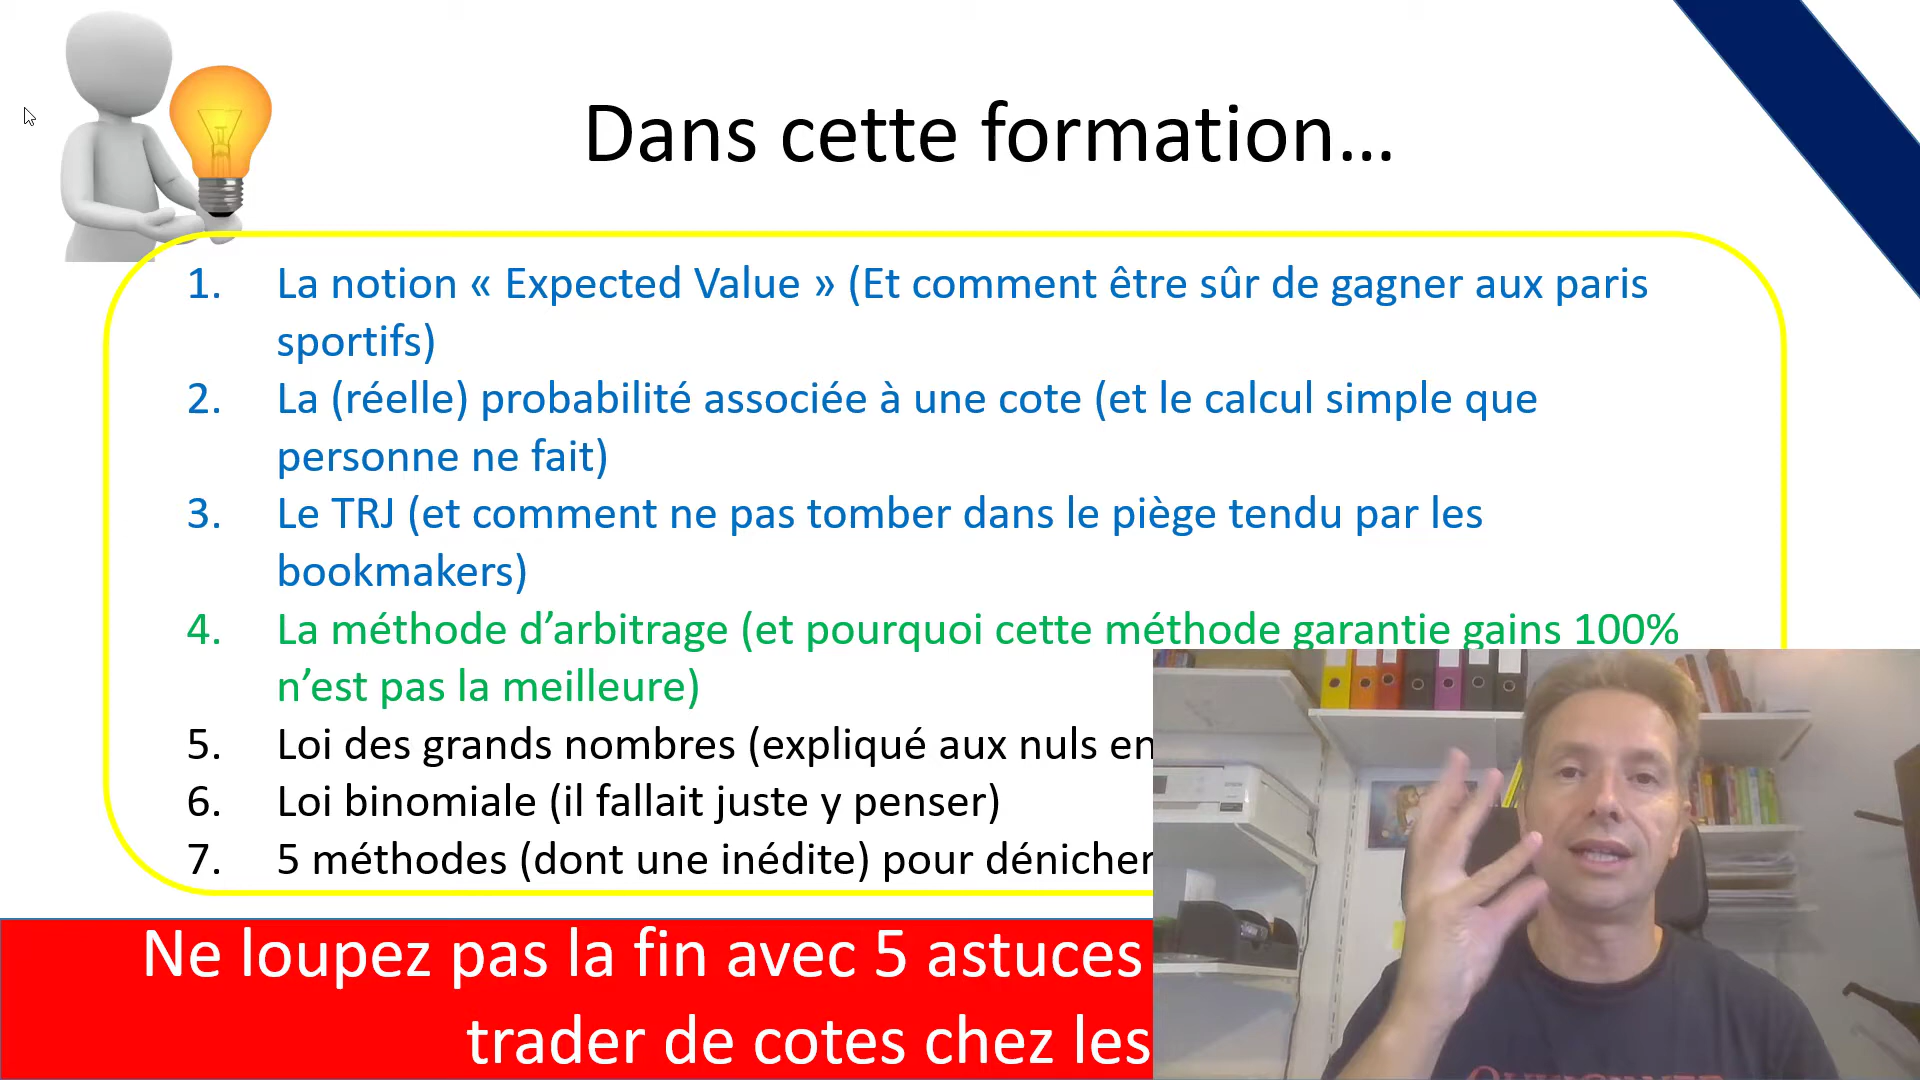 Dans cette formation...
1. La notion « Expected Value » (Et comment être sûr de gagner aux paris
sportifs)
2. La (réelle) probabilité associée à une cote (et le calcul simple que
personne ne fait)
3. Le TRJ (et comment ne pas tomber dans le piège tendu par les
bookmakers)
4. La méthode d’arbitrage (et pourquoi cette méthode garantie gains 100%
n’est pas la meilleure)
5. Loi des grands nombres (expliqué aux nuls en
6. Loi binomiale (il fallait juste y penser)
7. 5 méthodes (dont une inédite) pour dénicher
Ne loupez pas la fin avec 5 astuces
trader de cotes chez les